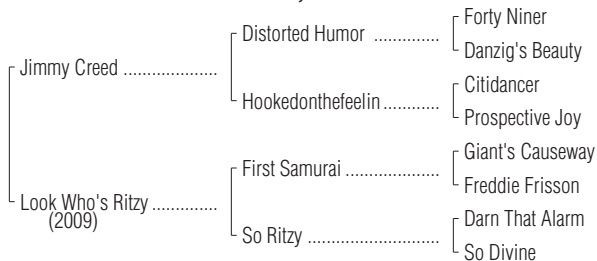 Forty Niner
Distorted Humor ..............
Danzig's Beauty
Jimmy Creed ....................
Citidancer
Hookedonthefeelin ............
Prospective Joy
Giant's Causeway
First Samurai ....................
Freddie Frisson
Look Who's Ritzy ..............
(2009)
Darn That Alarm
So Ritzy ............................
So Divine